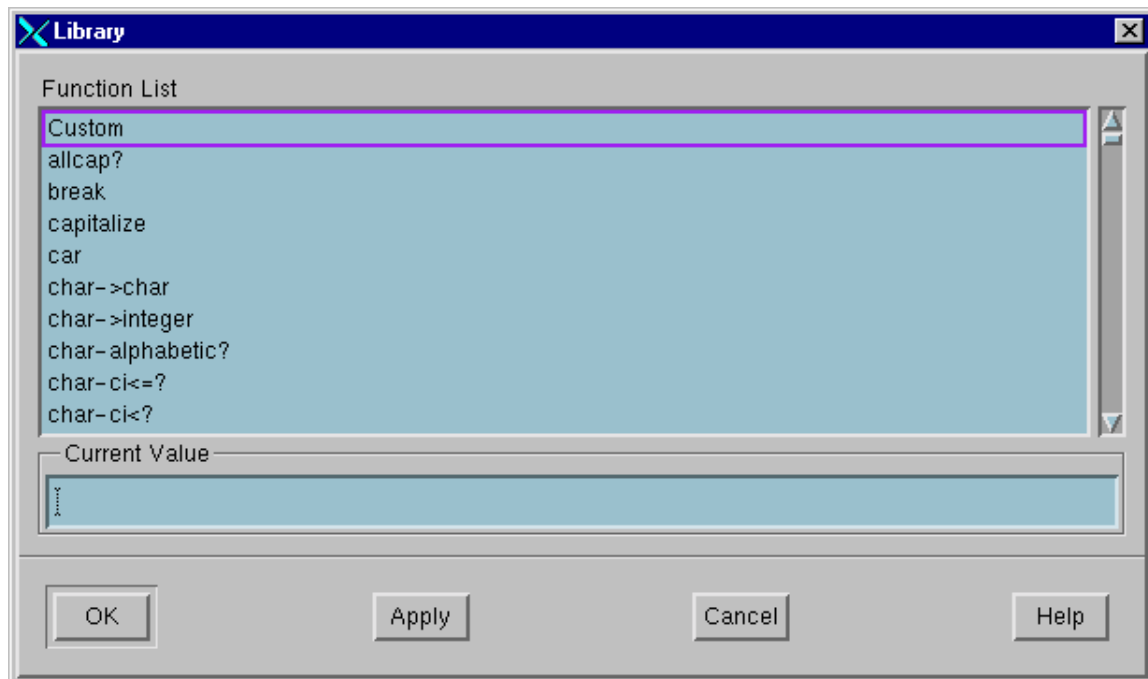 Library
Function List
Custom
allcap?
break
capitalize
car
char->char
char->integer
char-alphabetic?
char-ci<=?
char-ci<?
Current Value
OK Apply Cancel Help